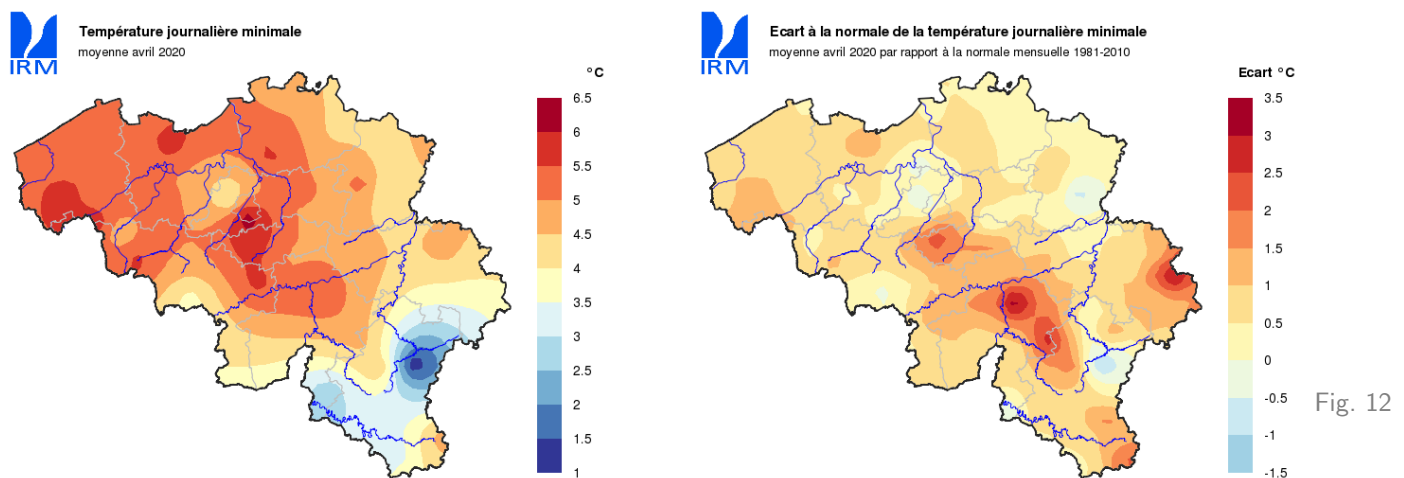 IRM
Température journalière minimale
moyenne avril 2020
°C
6.5
6
5.5
5
4.5
4
3.5
3
2.5
2
1.5
1
IRM
Ecart à la normale de la température journalière minimale
moyenne avril 2020 par rapport à la normale mensuelle 1981-2010
Ecart °C
3.5
3
2.5
2
1.5
1
0.5
0
-0.5
-1
-1.5
Fig. 12